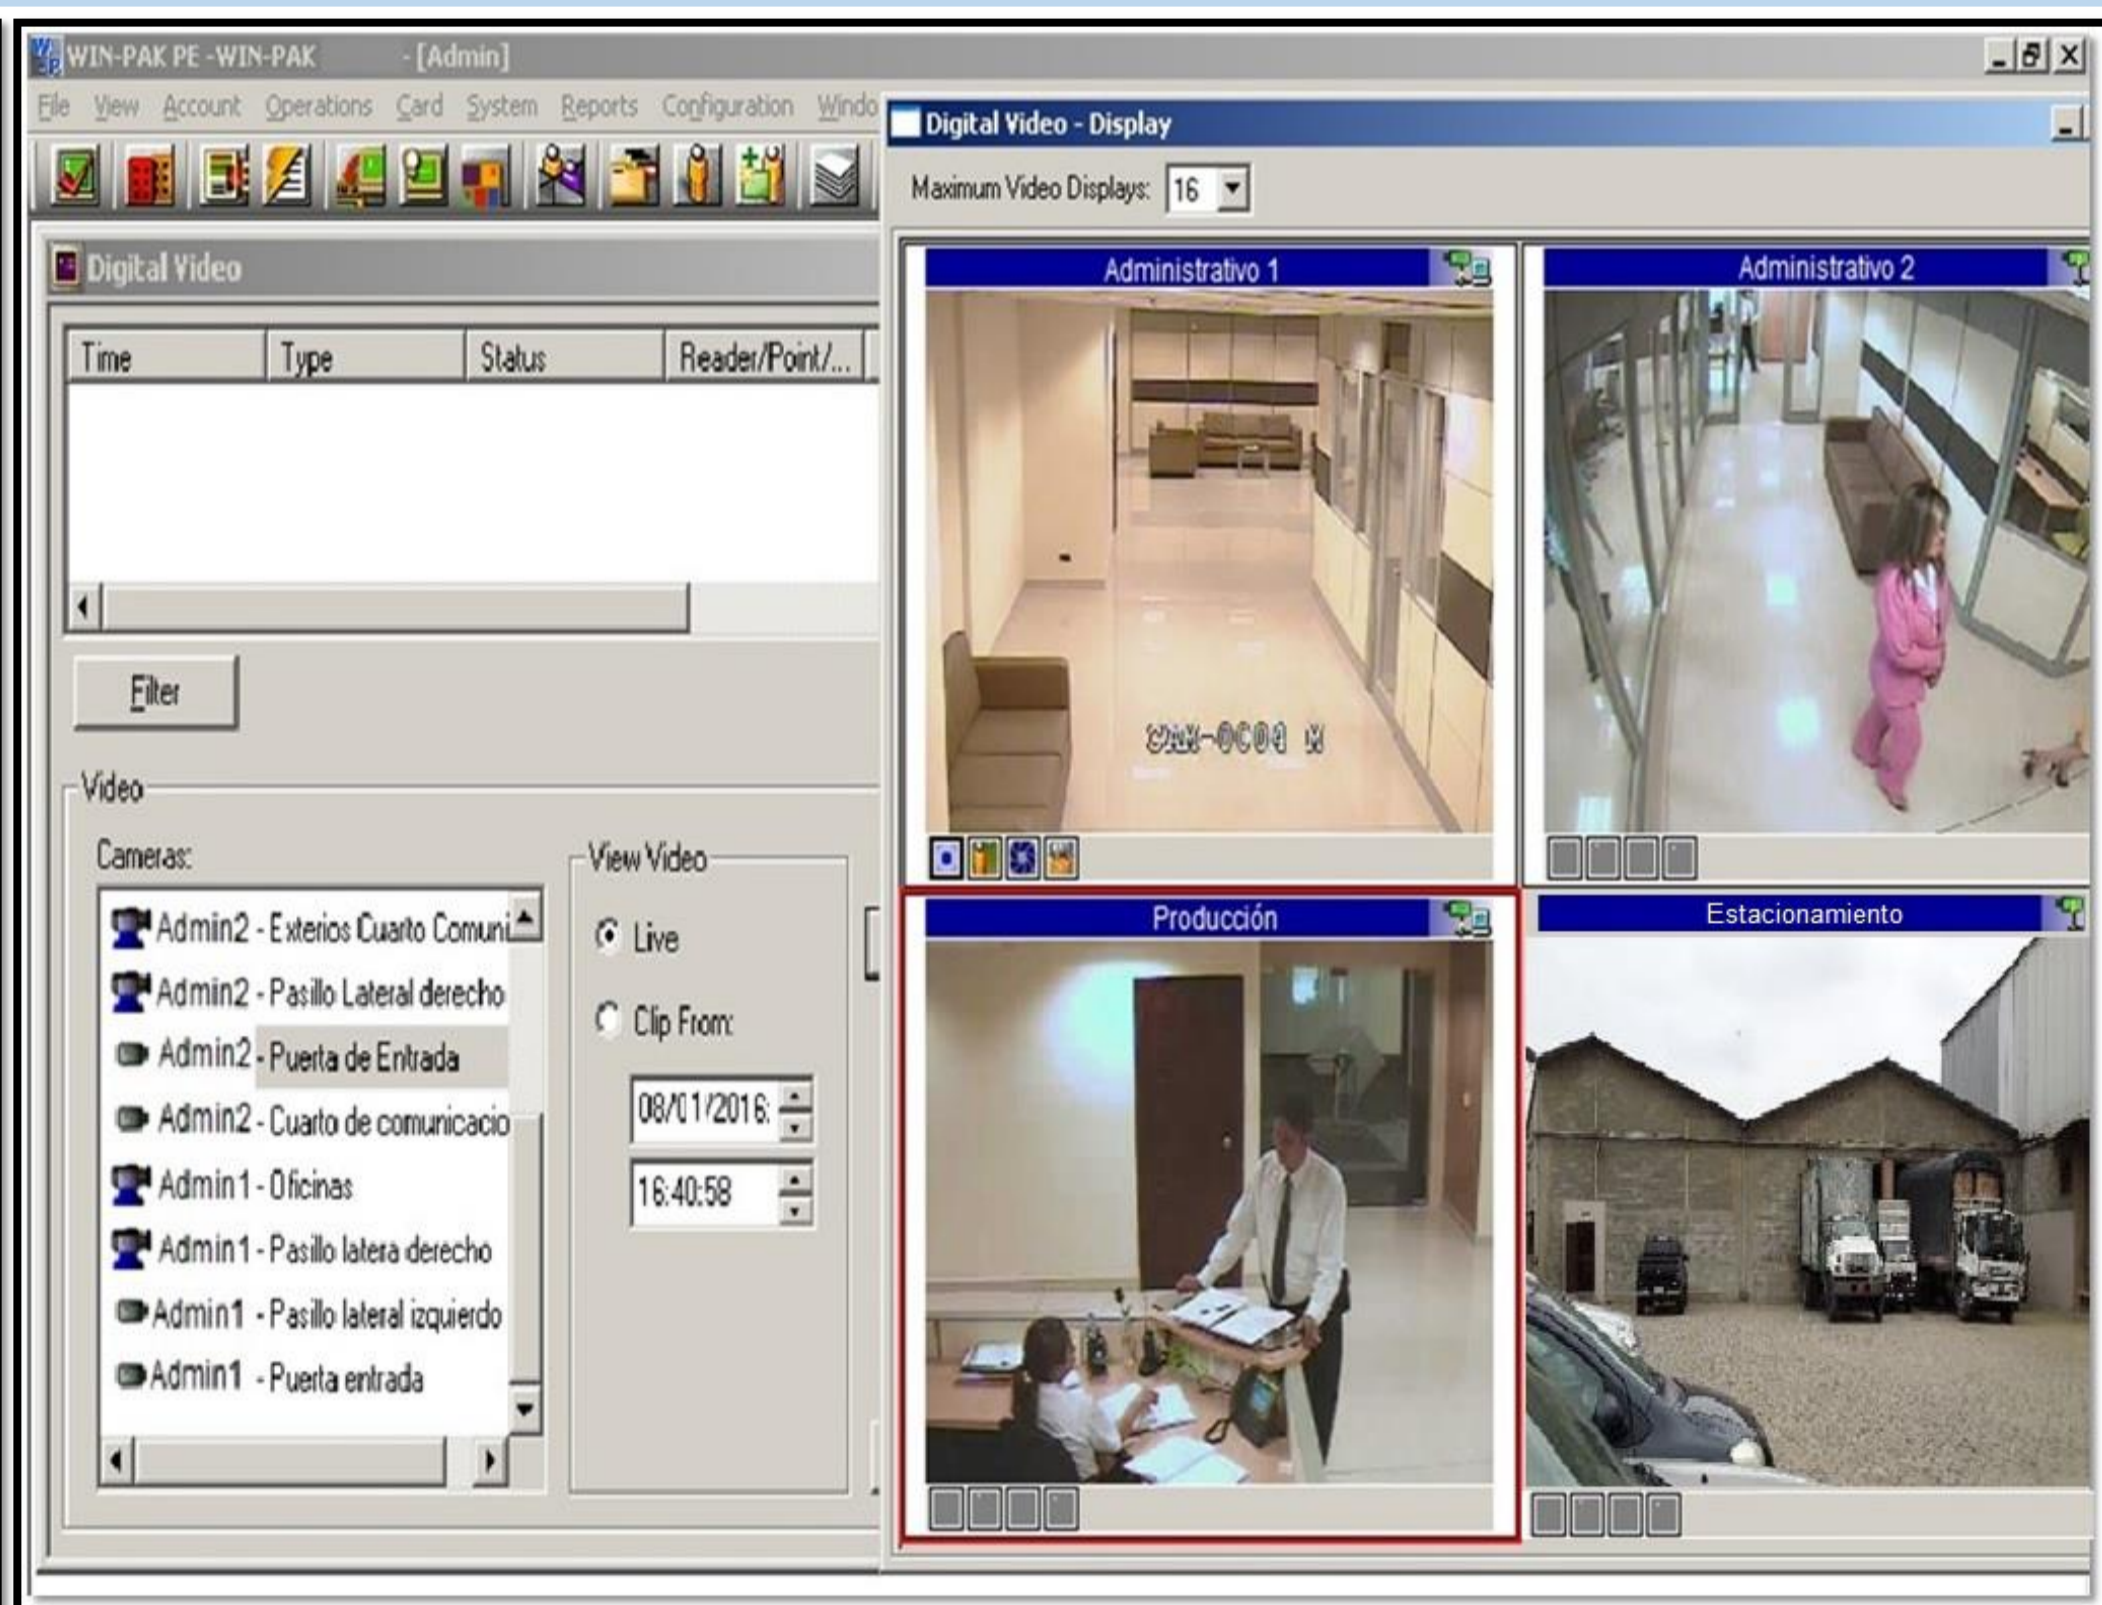 WIN-PAK PE -WIN-PAK - [Admin]
File View Account Operations Card System Reports Configuration Windo
Digital Video
Time Type Status Reader/Point/...
Filter
Video
Cameras:
Admin2 - Exterios Cuarto Comuni
Admin2 - Pasillo Lateral derecho
Admin2 - Puerta de Entrada
Admin2 - Cuarto de comunicacio
Admin1 - Oficinas
Admin1 - Pasillo latera derecho
Admin1 - Pasillo lateral izquierdo
Admin1 - Puerta entrada
View Video
Live
Clip From:
08/01/2016:
16:40:58
Digital Video - Display
Maximum Video Displays: 16
Administrativo 1
Administrativo 2
Producción
Estacionamiento